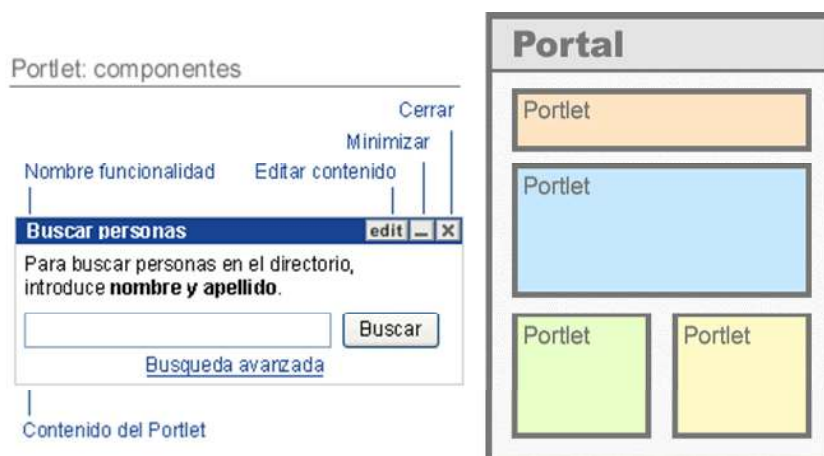 Portlet: componentes
Cerrar
Minimizar
Nombre funcionalidad
Editar contenido
Buscar personas
edit
Para buscar personas en el directorio,
introduce nombre y apellido.
Buscar
Busqueda avanzada
Contenido del Portlet
Portal
Portlet
Portlet
Portlet
Portlet